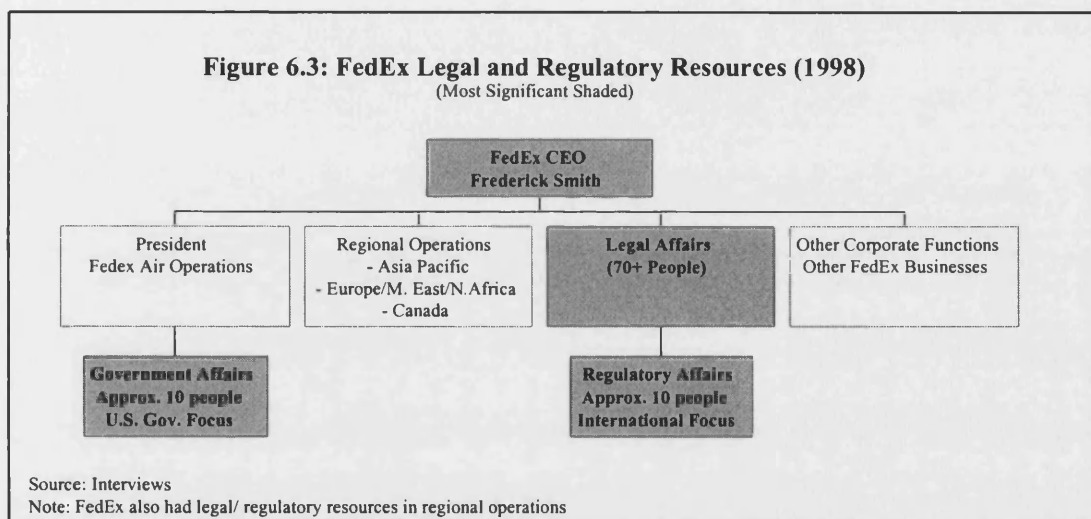 Figure 6.3: FedEx Legal and Regulatory Resources (1998)
(Most Significant Shaded)
FedEx CEO
Frederick Smith
President
Fedex Air Operations
Regional Operations
- Asia Pacific
- Europe/M. East/N.Africa
- Canada
Legal Affairs
(70+ People)
Other Corporate Functions
Other FedEx Businesses
Government Affairs
Approx. 10 people
U.S. Gov. Focus
Regulatory Affairs
Approx. 10 people
International Focus
Source: Interviews
Note: FedEx also had legal/ regulatory resources in regional operations